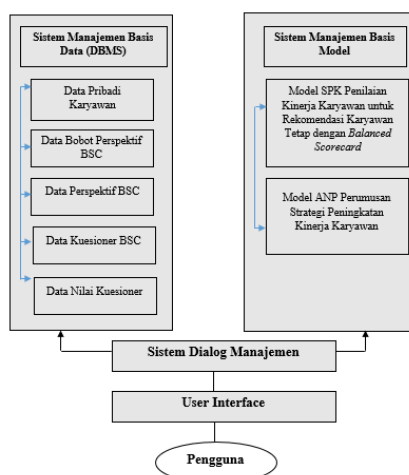 Sistem Manajemen Basis
Data (DBMS)
Data Pribadi
Karyawan
Data Bobot Perspektif
BSC
Data Perspektif BSC
Data Kuesioner BSC
Data Nilai Kuesioner
Sistem Manajemen Basis
Model
Model SPK Penilaian
Kinerja Karyawan untuk
Rekomendasi Karyawan
Tetap dengan Balanced
Scorecard
Model ANP Perumusan
Strategi Peningkatan
Kinerja Karyawan
Sistem Dialog Manajemen
User Interface
Pengguna